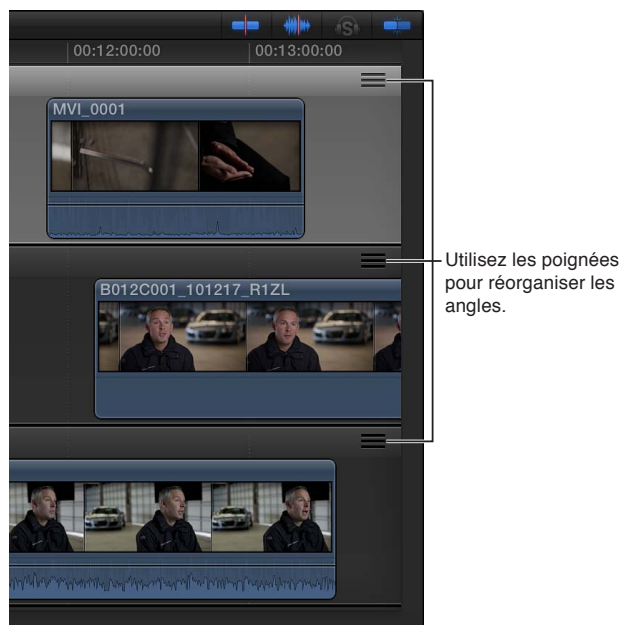 00:12:00:00
00:13:00:00
MVI_0001
B012C001_101217_R1ZL
Utilisez les poignées
pour réorganiser les
angles.